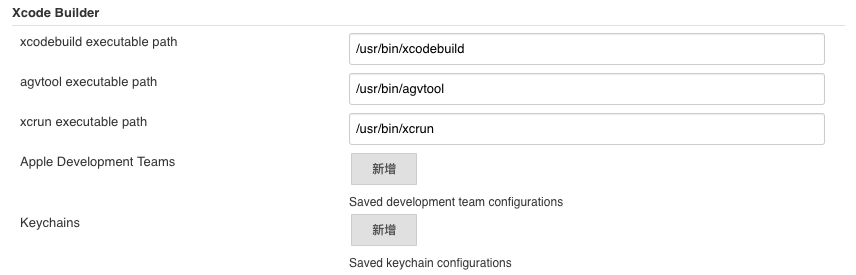 Xcode Builder
xcodebuild executable path
/usr/bin/xcodebuild
agvtool executable path
/usr/bin/agvtool
xcrun executable path
/usr/bin/xcrun
Apple Development Teams
新增
Saved development team configurations
Keychains
新增
Saved keychain configurations